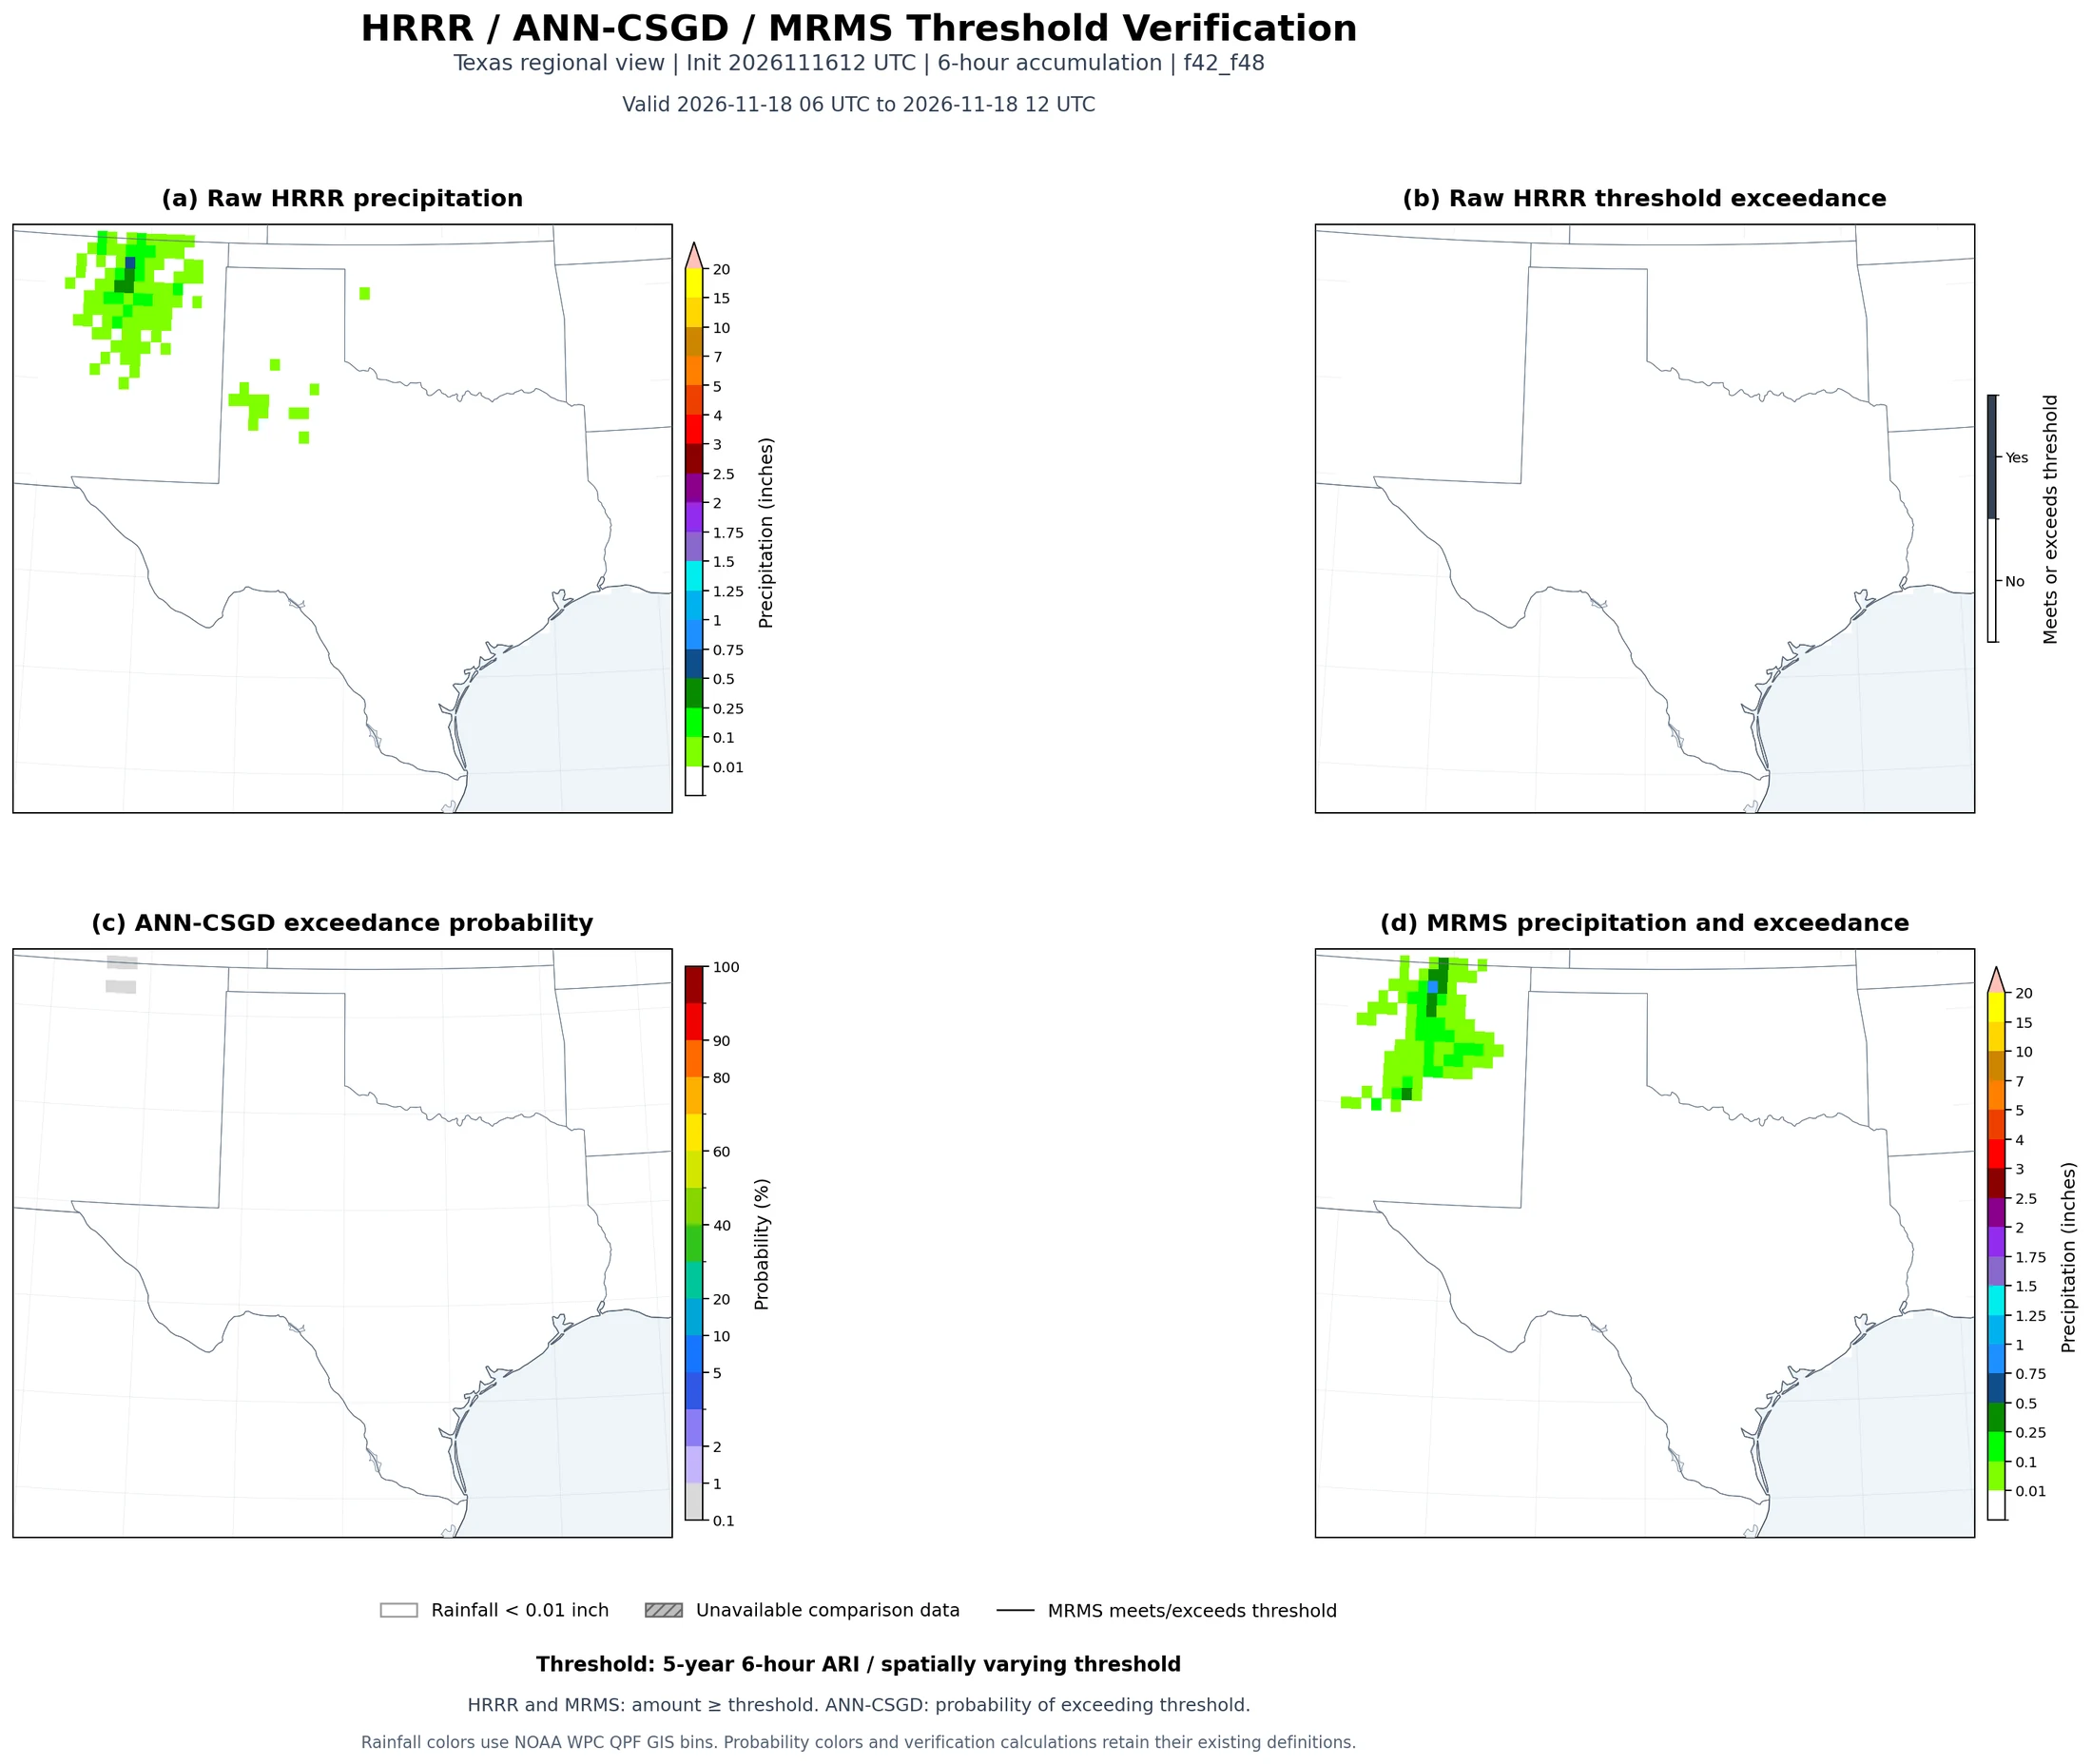 HRRR / ANN-CSGD / MRMS Threshold Verification
Texas regional view | Init 2026111612 UTC | 6-hour accumulation | f42_f48
Valid 2026-11-18 06 UTC to 2026-11-18 12 UTC
(a) Raw HRRR precipitation
20
15
10
7
5
4
3
2.5
2
1.75
1.5
1.25
1
0.75
0.5
0.25
0.1
0.01
Precipitation (inches)
(b) Raw HRRR threshold exceedance
Yes
No
Meets or exceeds threshold
(c) ANN-CSGD exceedance probability
100
90
80
60
40
20
10
5
2
1
0.1
Probability (%)
(d) MRMS precipitation and exceedance
20
15
10
7
5
4
3
2.5
2
1.75
1.5
1.25
1
0.75
0.5
0.25
0.1
0.01
Precipitation (inches)
Rainfall < 0.01 inch
Unavailable comparison data
MRMS meets/exceeds threshold
Threshold: 5-year 6-hour ARI / spatially varying threshold
HRRR and MRMS: amount ≥ threshold. ANN-CSGD: probability of exceeding threshold.
Rainfall colors use NOAA WPC QPF GIS bins. Probability colors and verification calculations retain their existing definitions.